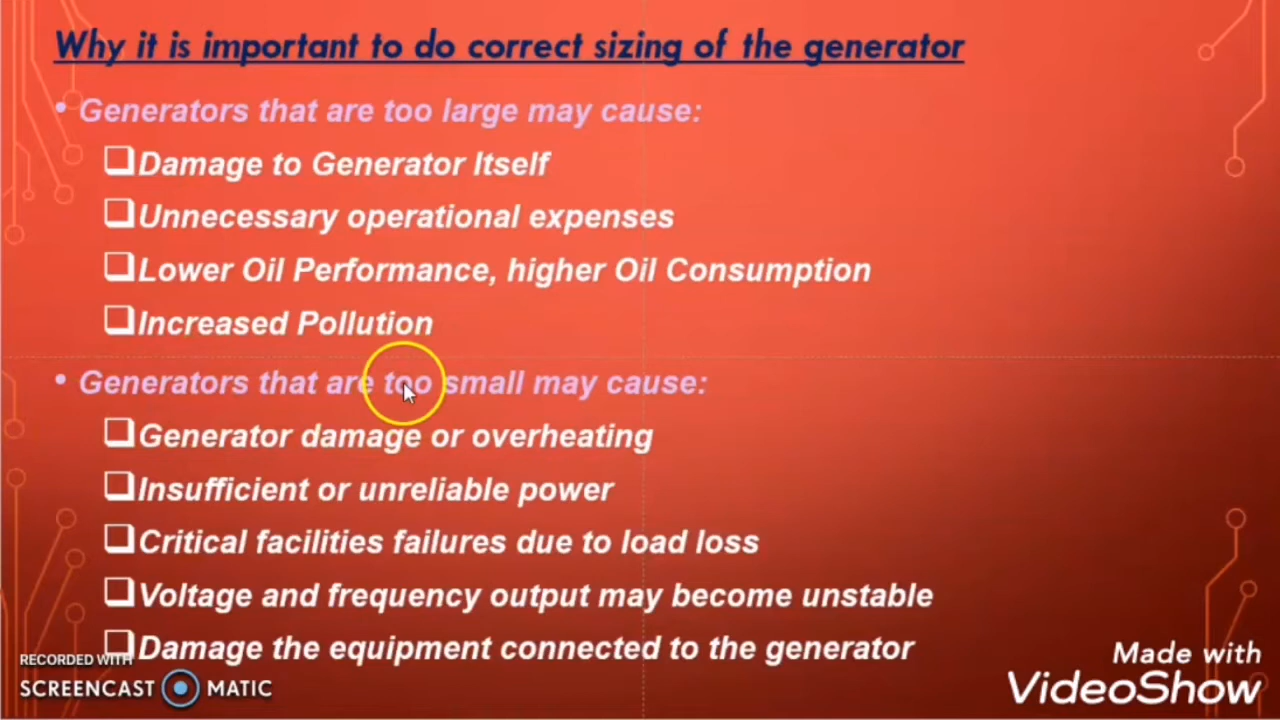 Why it is important to do correct sizing of the generator
• Generators that are too large may cause:
❑Damage to Generator Itself
❑Unnecessary operational expenses
❑Lower Oil Performance, higher Oil Consumption
❑Increased Pollution
• Generators that are too small may cause:
❑Generator damage or overheating
❑Insufficient or unreliable power
❑Critical facilities failures due to load loss
❑Voltage and frequency output may become unstable
❑Damage the equipment connected to the generator
RECORDED WITH
SCREENCAST MATIC
Made with
VideoShow